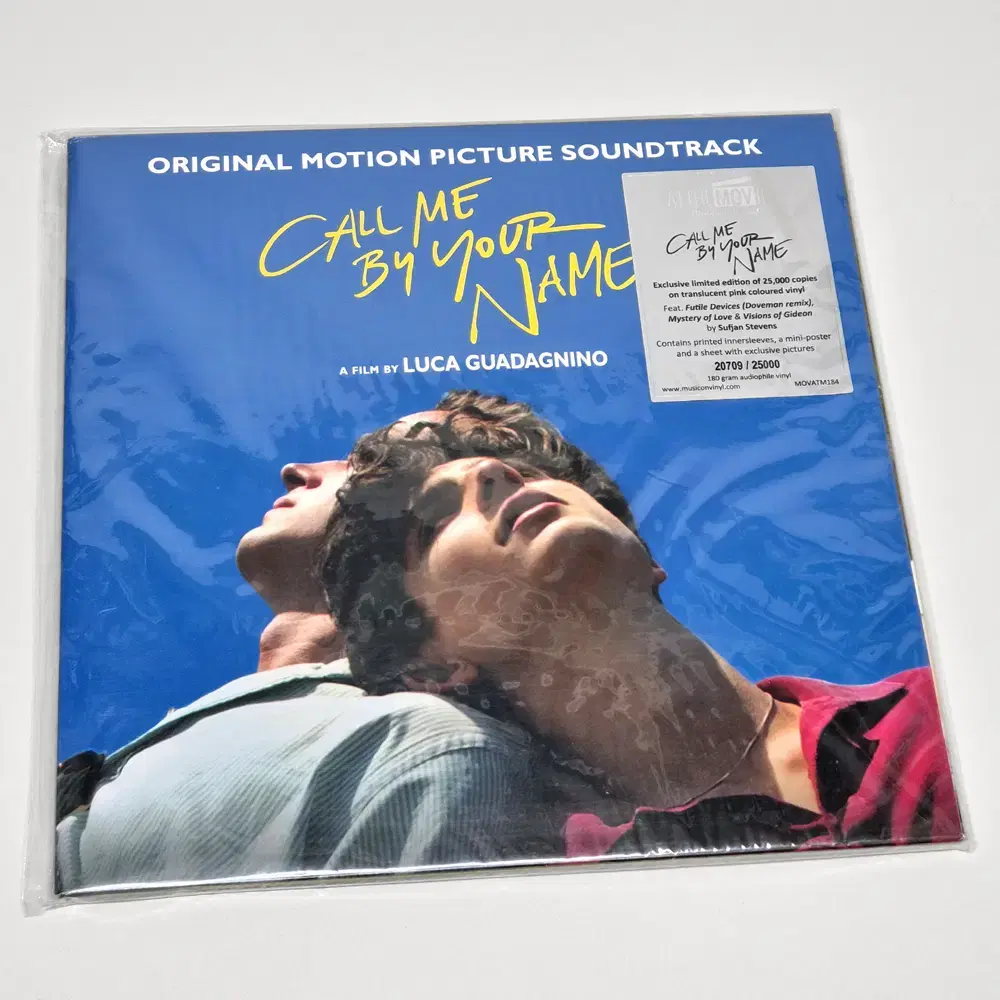 ORIGINAL MOTION PICTURE SOUNDTRACK
CALL ME
BY YOUR
NAME
A FILM BY LUCA GUADAGNINO
MOV
CALL ME
BY YOUR
NAME
Exclusive limited edition of 25,000 copies
on translucent pink coloured vinyl
Feat. Futile Devices (Doveman remix),
Mystery of Love & Visions of Gideon
by Sufjan Stevens
Contains printed innersleeves, a mini-poster
and a sheet with exclusive pictures
20709 / 25000
180 gram audiophile vinyl
www.musiconvinyl.com MOVATM184